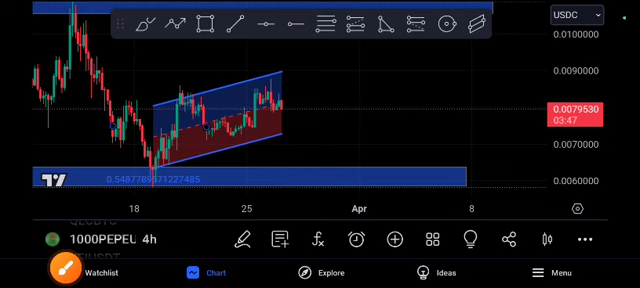 USDC
0.0100000
0.0090000
0.0079530
03:47
0.0070000
0.0060000
0.5487789571227485
18
25
Apr
8
1000PEPEU 4h
Watchlist
Chart
Explore
Ideas
Menu